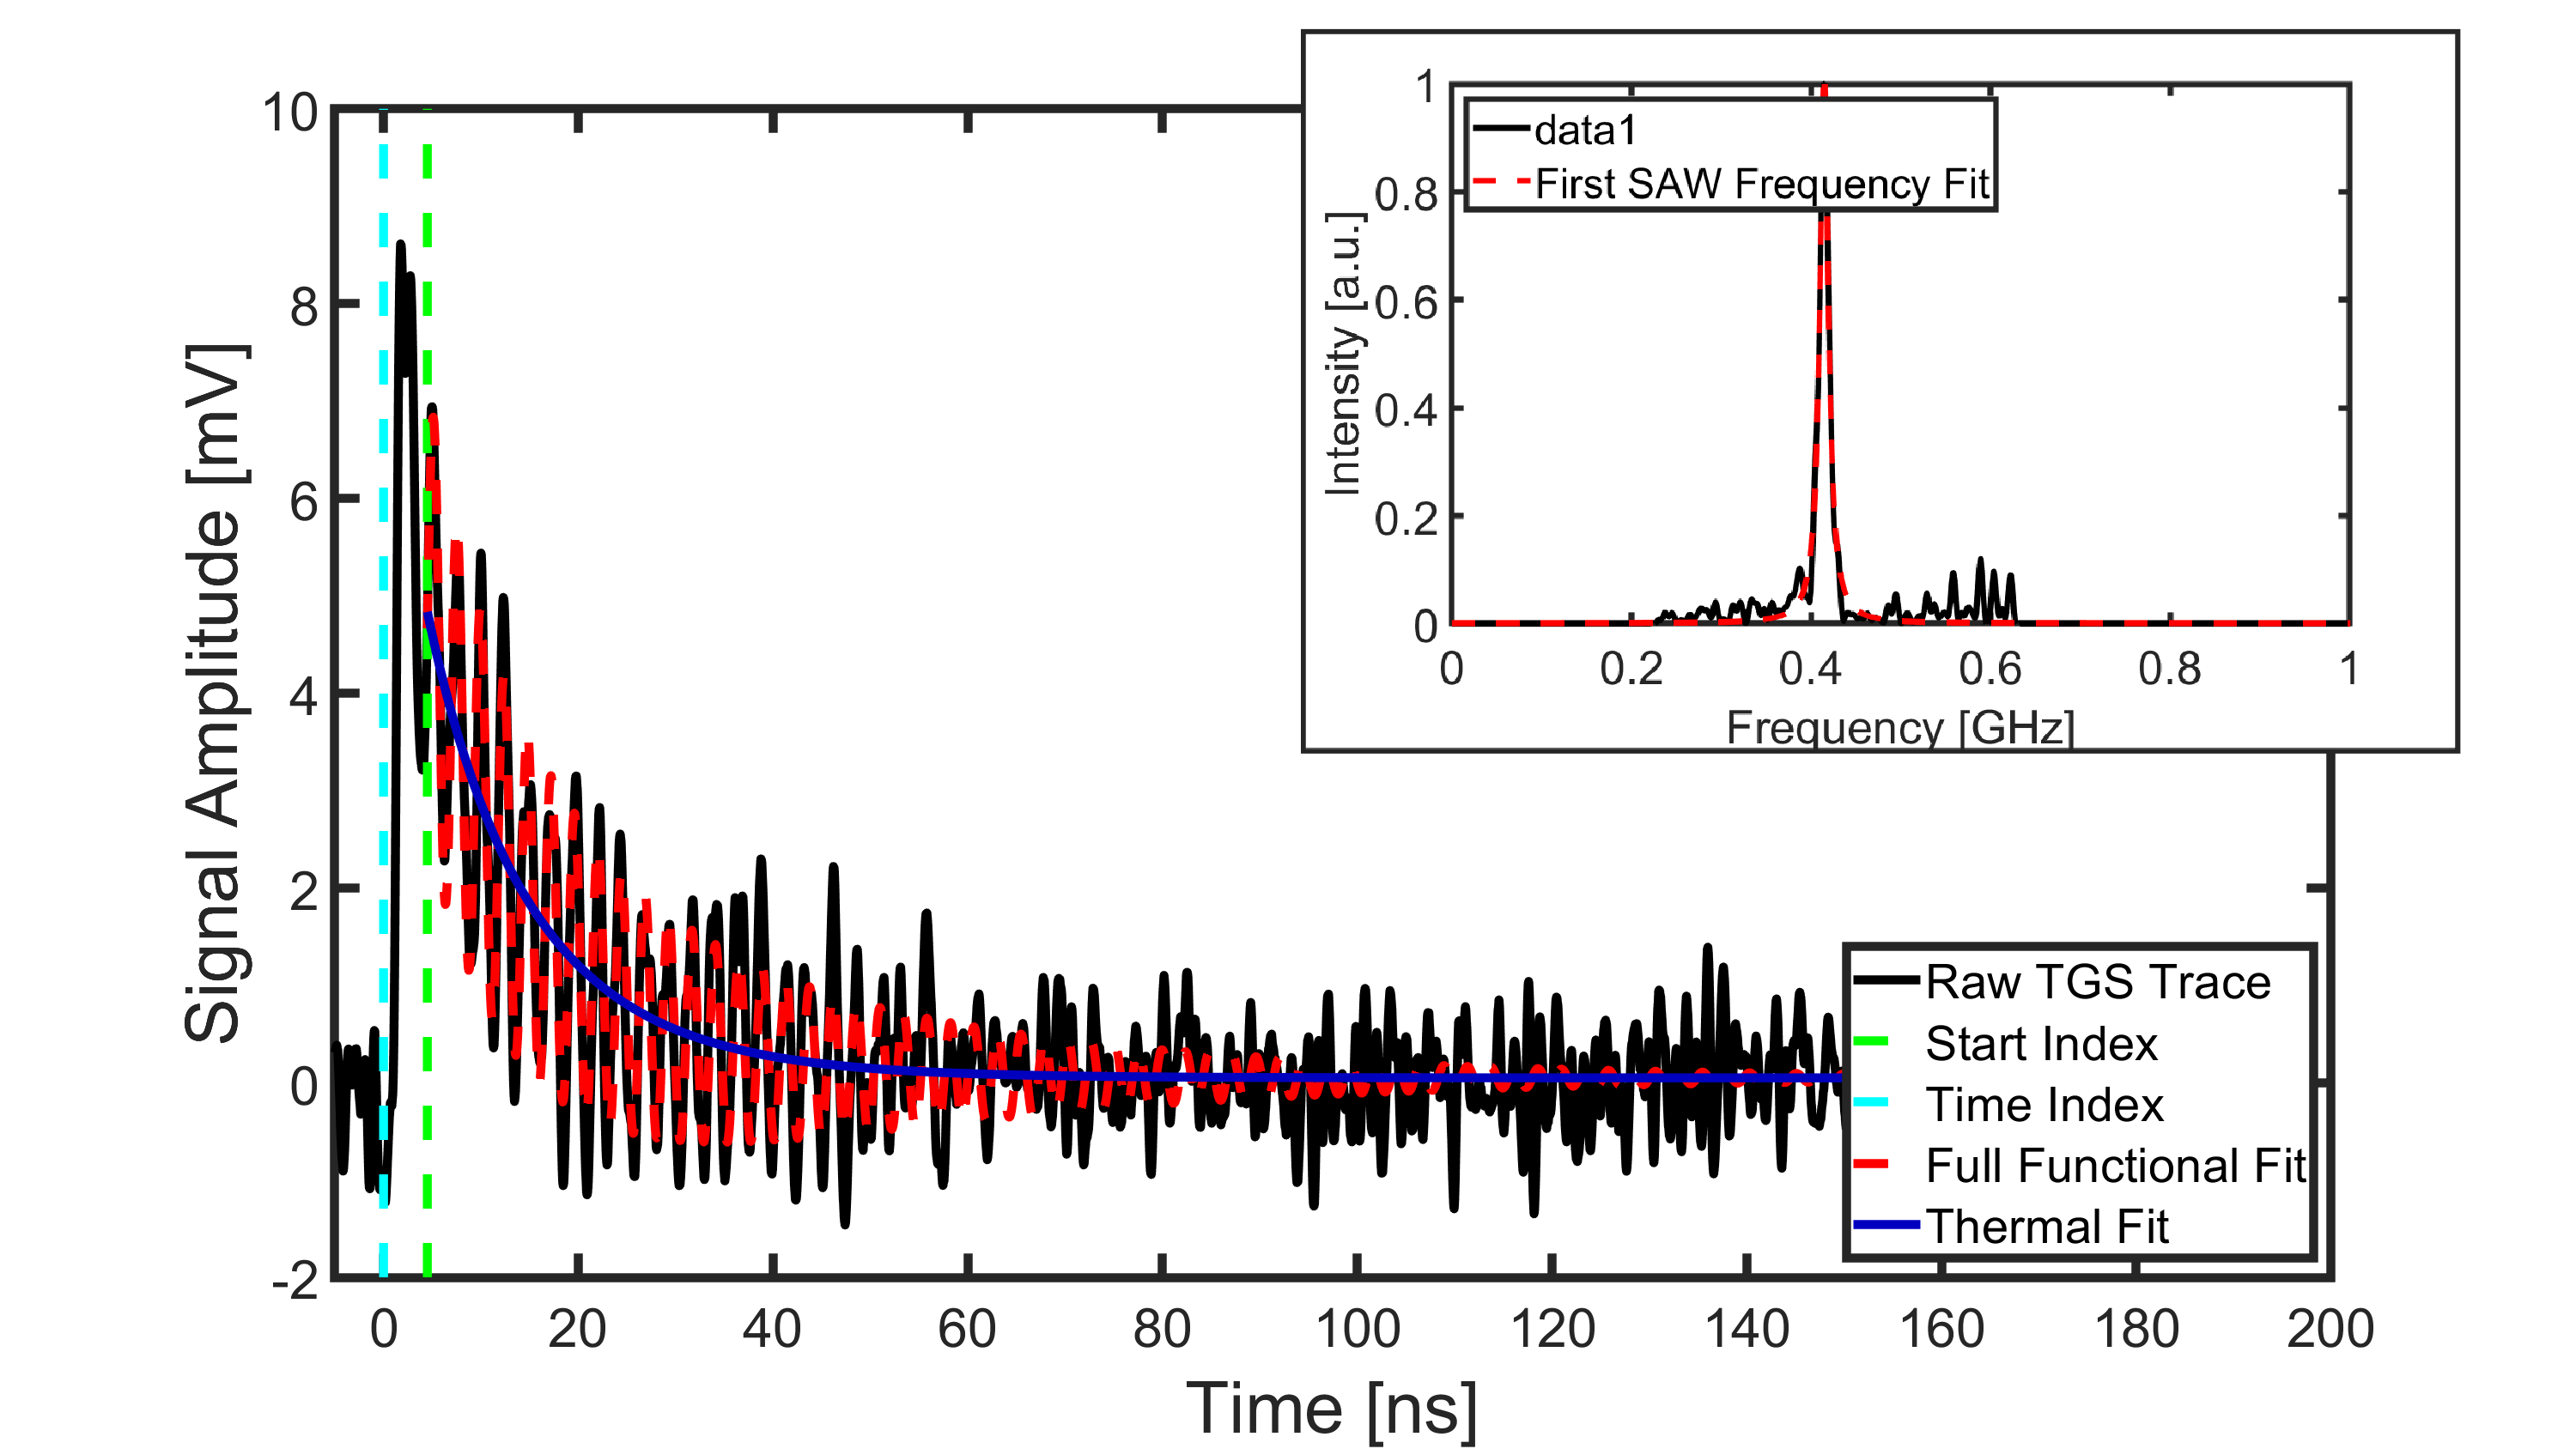 10
8
6
4
2
0
-2
Signal Amplitude [mV]
0 20 40 60 80 100 120 140 160 180 200
Time [ns]
1
0.8
0.6
0.4
0.2
0
Intensity [a.u.]
data1
First SAW Frequency Fit
0 0.2 0.4 0.6 0.8 1
Frequency [GHz]
Raw TGS Trace
Start Index
Time Index
Full Functional Fit
Thermal Fit